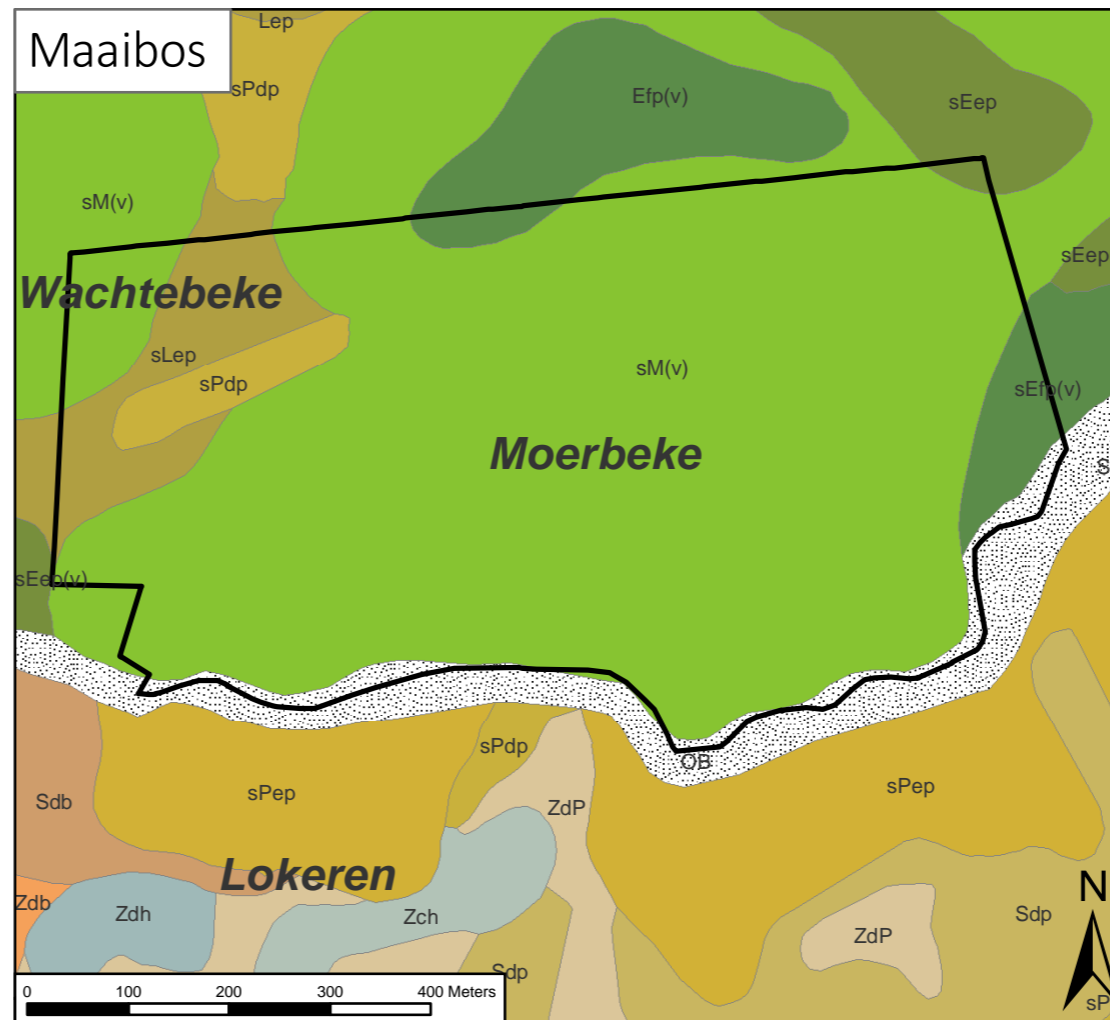 Maaibos
Lep
sPdp
Efp(v)
sEep
sM(v)
sEep
Wachtebeke
sLep
sPdp
sM(v)
sEfp(v)
Moerbeke
S
sEep(v)
sPdp
OB
sPep
sPep
Sdb
ZdP
Lokeren
Zdb
Zdh
Zch
Sdp
ZdP
N
Sdp
sP
0 100 200 300 400 Meters